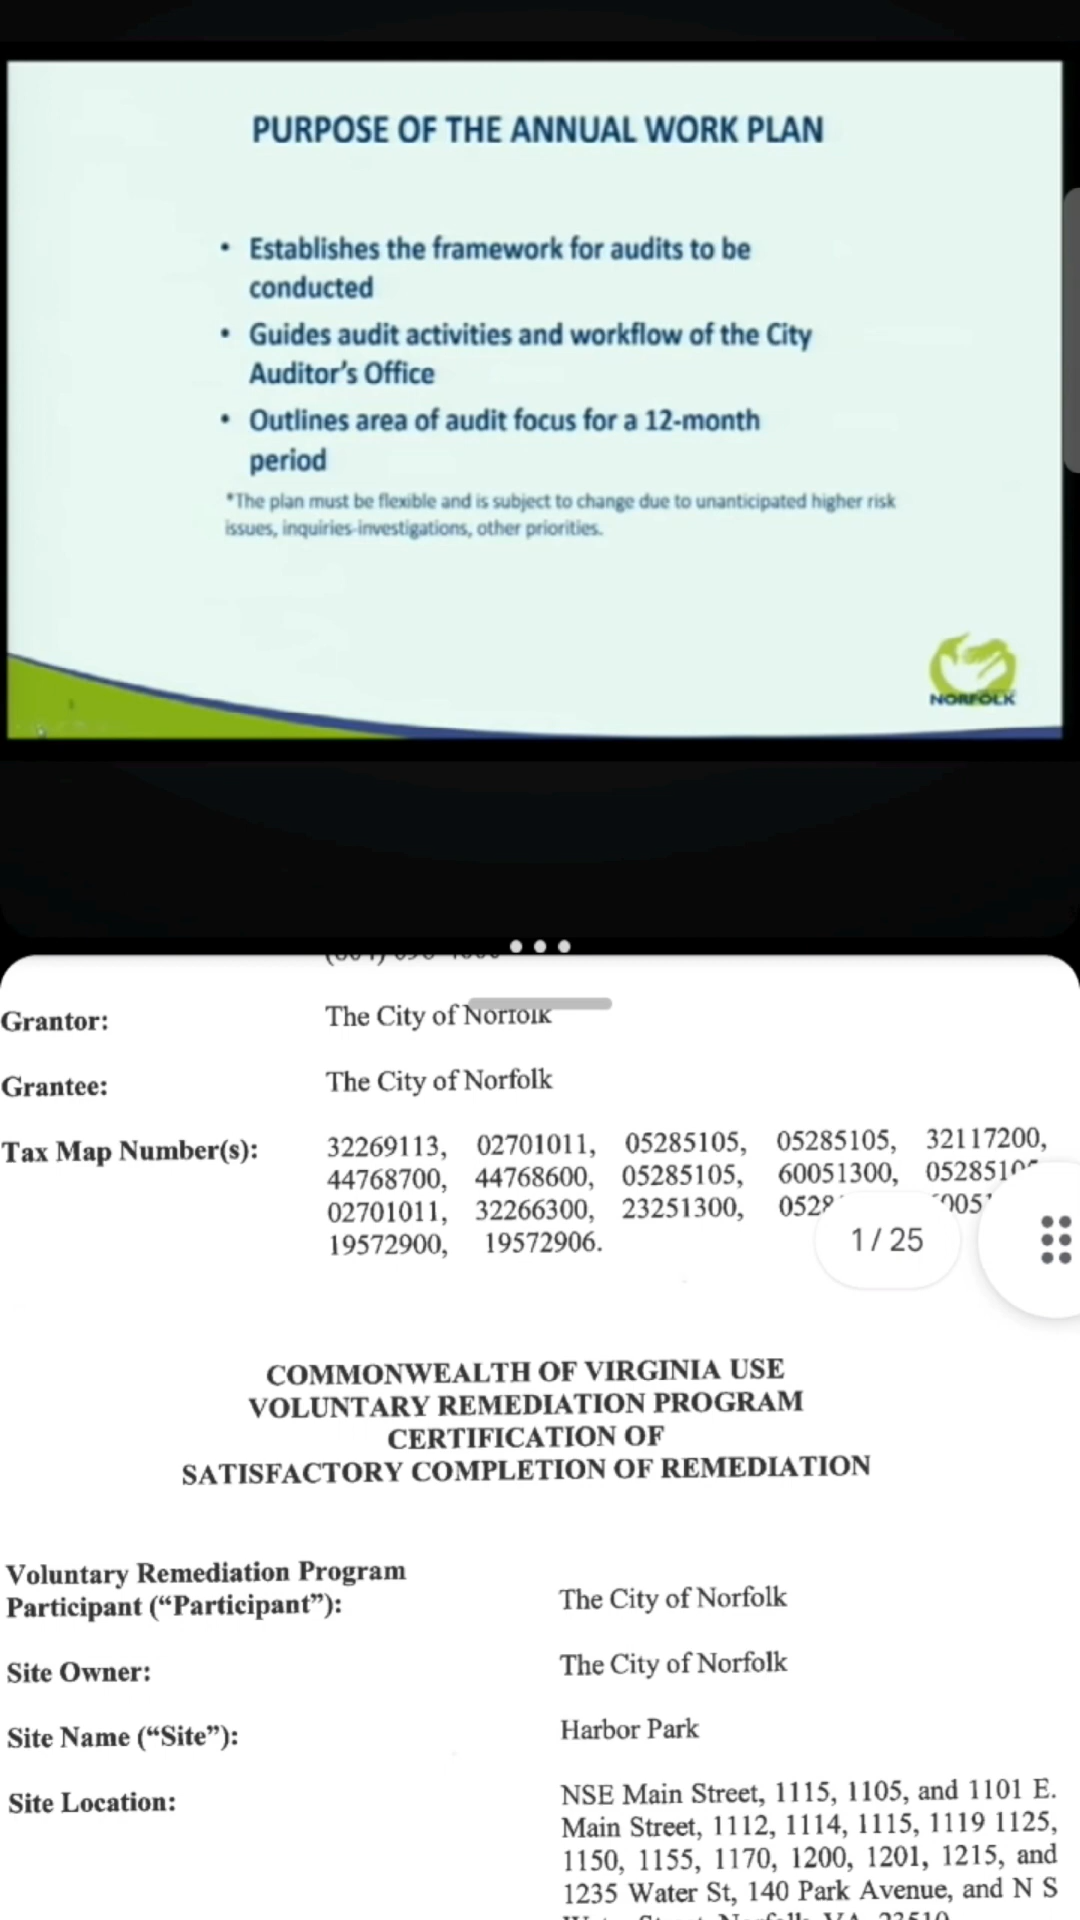 PURPOSE OF THE ANNUAL WORK PLAN
• Establishes the framework for audits to be
conducted
• Guides audit activities and workflow of the City
Auditor's Office
• Outlines area of audit focus for a 12-month
period
*The plan must be flexible and is subject to change due to unanticipated higher risk
issues, inquiries-investigations, other priorities.
NORFOLK
Grantor: The City of Norfolk
Grantee: The City of Norfolk
Tax Map Number(s): 32269113, 02701011, 05285105, 05285105, 32117200,
44768700, 44768600, 05285105, 60051300,
02701011, 32266300, 23251300,
19572900, 19572906.
1 / 25
COMMONWEALTH OF VIRGINIA USE
VOLUNTARY REMEDIATION PROGRAM
CERTIFICATION OF
SATISFACTORY COMPLETION OF REMEDIATION
Voluntary Remediation Program
Participant (“Participant”): The City of Norfolk
Site Owner: The City of Norfolk
Site Name (“Site”): Harbor Park
Site Location: NSE Main Street, 1115, 1105, and 1101 E.
Main Street, 1112, 1114, 1115, 1119 1125,
1150, 1155, 1170, 1200, 1201, 1215, and
1235 Water St, 140 Park Avenue, and N S